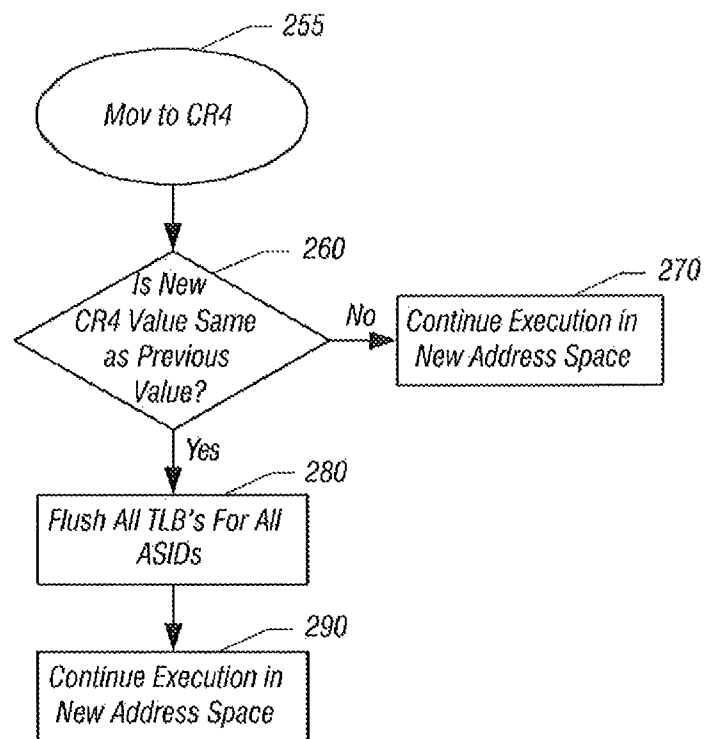 255
Mov to CR4
260
Is New
CR4 Value Same
as Previous
Value?
No
270
Continue Execution in
New Address Space
Yes
280
Flush All TLB's For All
ASIDs
290
Continue Execution in
New Address Space